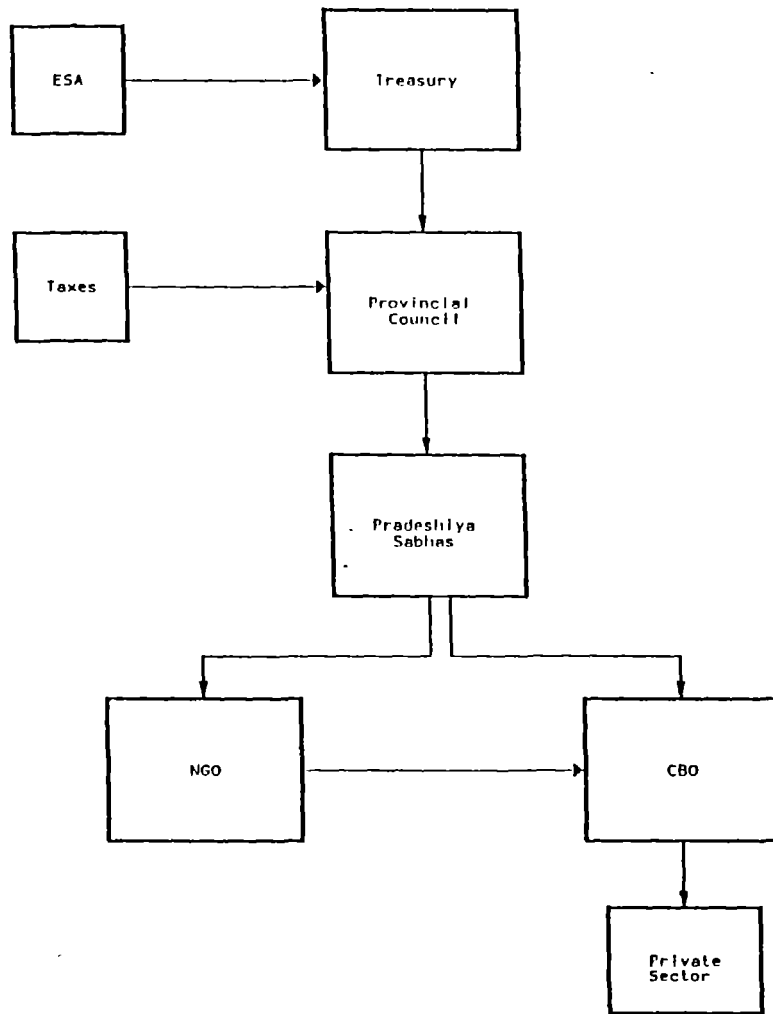 ESA
Treasury
Taxes
Provincial
Council
Pradeshiya
Sabhas
NGO
CBO
Private
Sector